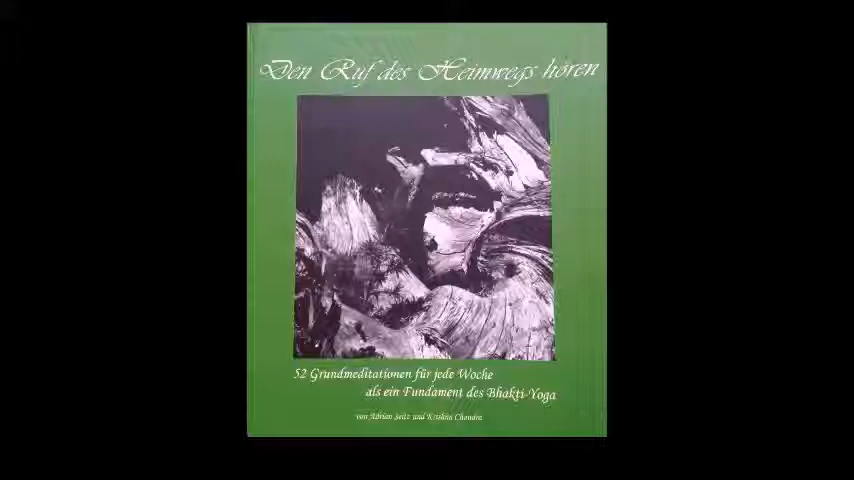 Den Ruf des Heimwegs hören
52 Grundmeditationen für jede Woche
als ein Fundament des Bhakti-Yoga
von Adrian Seitz und Krishna Chandra